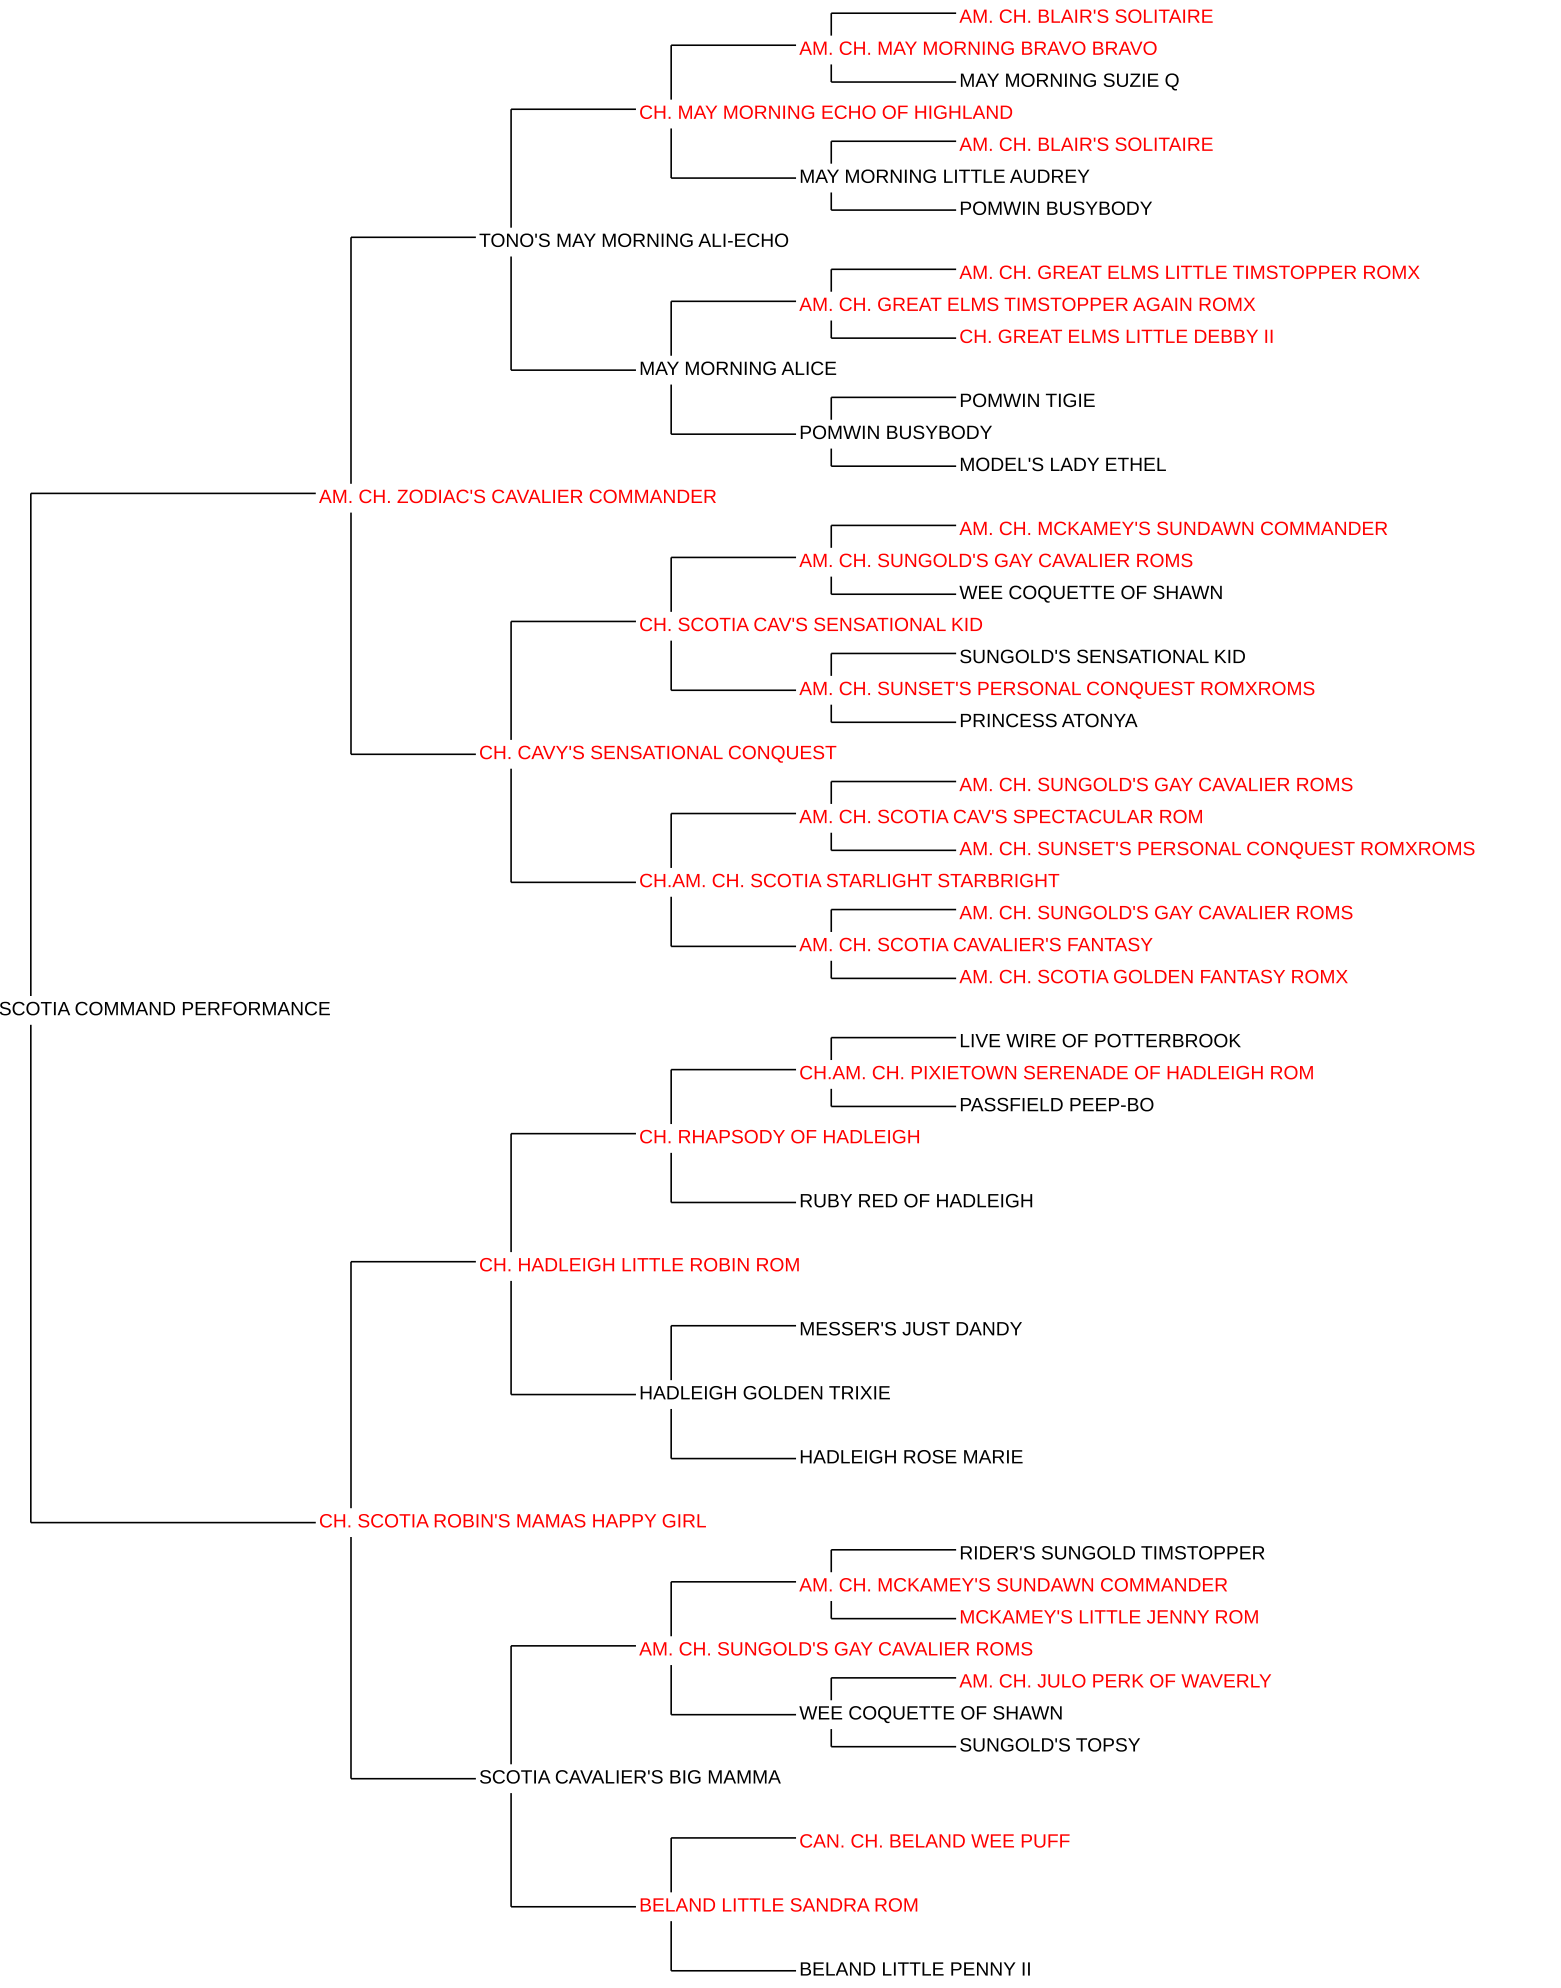 AM. CH. BLAIR'S SOLITAIRE
AM. CH. MAY MORNING BRAVO BRAVO
MAY MORNING SUZIE Q
CH. MAY MORNING ECHO OF HIGHLAND
AM. CH. BLAIR'S SOLITAIRE
MAY MORNING LITTLE AUDREY
POMWIN BUSYBODY
TONO'S MAY MORNING ALI-ECHO
AM. CH. GREAT ELMS LITTLE TIMSTOPPER ROMX
AM. CH. GREAT ELMS TIMSTOPPER AGAIN ROMX
CH. GREAT ELMS LITTLE DEBBY II
MAY MORNING ALICE
POMWIN TIGIE
POMWIN BUSYBODY
MODEL'S LADY ETHEL
AM. CH. ZODIAC'S CAVALIER COMMANDER
AM. CH. MCKAMEY'S SUNDAWN COMMANDER
AM. CH. SUNGOLD'S GAY CAVALIER ROMS
WEE COQUETTE OF SHAWN
CH. SCOTIA CAV'S SENSATIONAL KID
SUNGOLD'S SENSATIONAL KID
AM. CH. SUNSET'S PERSONAL CONQUEST ROMXROMS
PRINCESS ATONYA
CH. CAVY'S SENSATIONAL CONQUEST
AM. CH. SUNGOLD'S GAY CAVALIER ROMS
AM. CH. SCOTIA CAV'S SPECTACULAR ROM
AM. CH. SUNSET'S PERSONAL CONQUEST ROMXROMS
CH.AM. CH. SCOTIA STARLIGHT STARBRIGHT
AM. CH. SUNGOLD'S GAY CAVALIER ROMS
AM. CH. SCOTIA CAVALIER'S FANTASY
AM. CH. SCOTIA GOLDEN FANTASY ROMX
SCOTIA COMMAND PERFORMANCE
LIVE WIRE OF POTTERBROOK
CH.AM. CH. PIXIETOWN SERENADE OF HADLEIGH ROM
PASSFIELD PEEP-BO
CH. RHAPSODY OF HADLEIGH
RUBY RED OF HADLEIGH
CH. HADLEIGH LITTLE ROBIN ROM
MESSER'S JUST DANDY
HADLEIGH GOLDEN TRIXIE
HADLEIGH ROSE MARIE
CH. SCOTIA ROBIN'S MAMAS HAPPY GIRL
RIDER'S SUNGOLD TIMSTOPPER
AM. CH. MCKAMEY'S SUNDAWN COMMANDER
MCKAMEY'S LITTLE JENNY ROM
AM. CH. SUNGOLD'S GAY CAVALIER ROMS
AM. CH. JULO PERK OF WAVERLY
WEE COQUETTE OF SHAWN
SUNGOLD'S TOPSY
SCOTIA CAVALIER'S BIG MAMMA
CAN. CH. BELAND WEE PUFF
BELAND LITTLE SANDRA ROM
BELAND LITTLE PENNY II